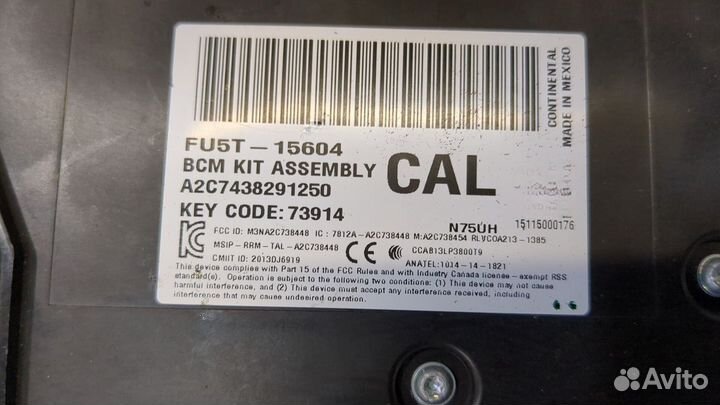 FU5T-15604
BCM KIT ASSEMBLY
CAL
A2C7438291250
KEY CODE: 73914
N75UH
15115000176
CONTINENTAL
MADE IN MEXICO
FCC ID: M3NA2C738448 IC: 7812A-A2C738448 M:A2C738454 RLVCOA213-1385
MSIP-RRM-TAL-A2C738448
CE
CCAB13LP3800T9
CMIIT ID: 2013DJ6919
ANATEL: 1014-14-1821
This device complies with Part 15 of the FCC Rules and with Industry Canada license-exempt RSS
standard(s). Operation is subject to the following two conditions: (1) This device may not cause
harmful interference, and (2) This device must accept any interference received, including
interference that may cause undesired operation.
Avito